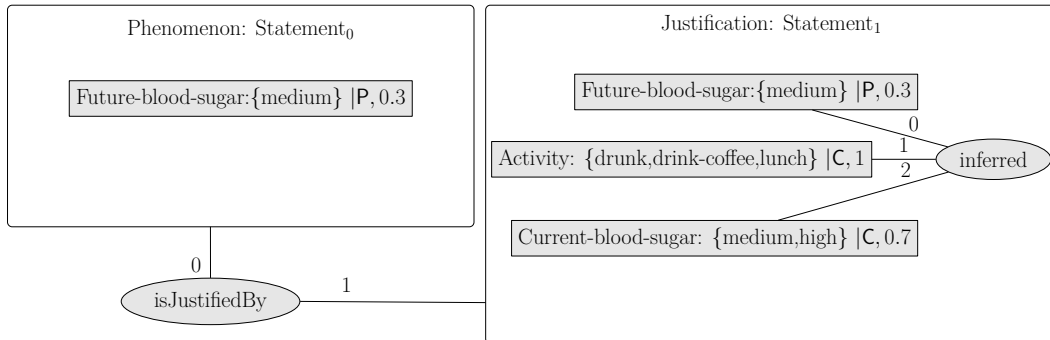 Phenomenon: Statement₀
Future-blood-sugar:{medium} |P, 0.3
0
isJustifiedBy
1
Justification: Statement₁
Future-blood-sugar:{medium} |P, 0.3
0
Activity: {drunk,drink-coffee,lunch} |C, 1
1
inferred
2
Current-blood-sugar: {medium,high} |C, 0.7